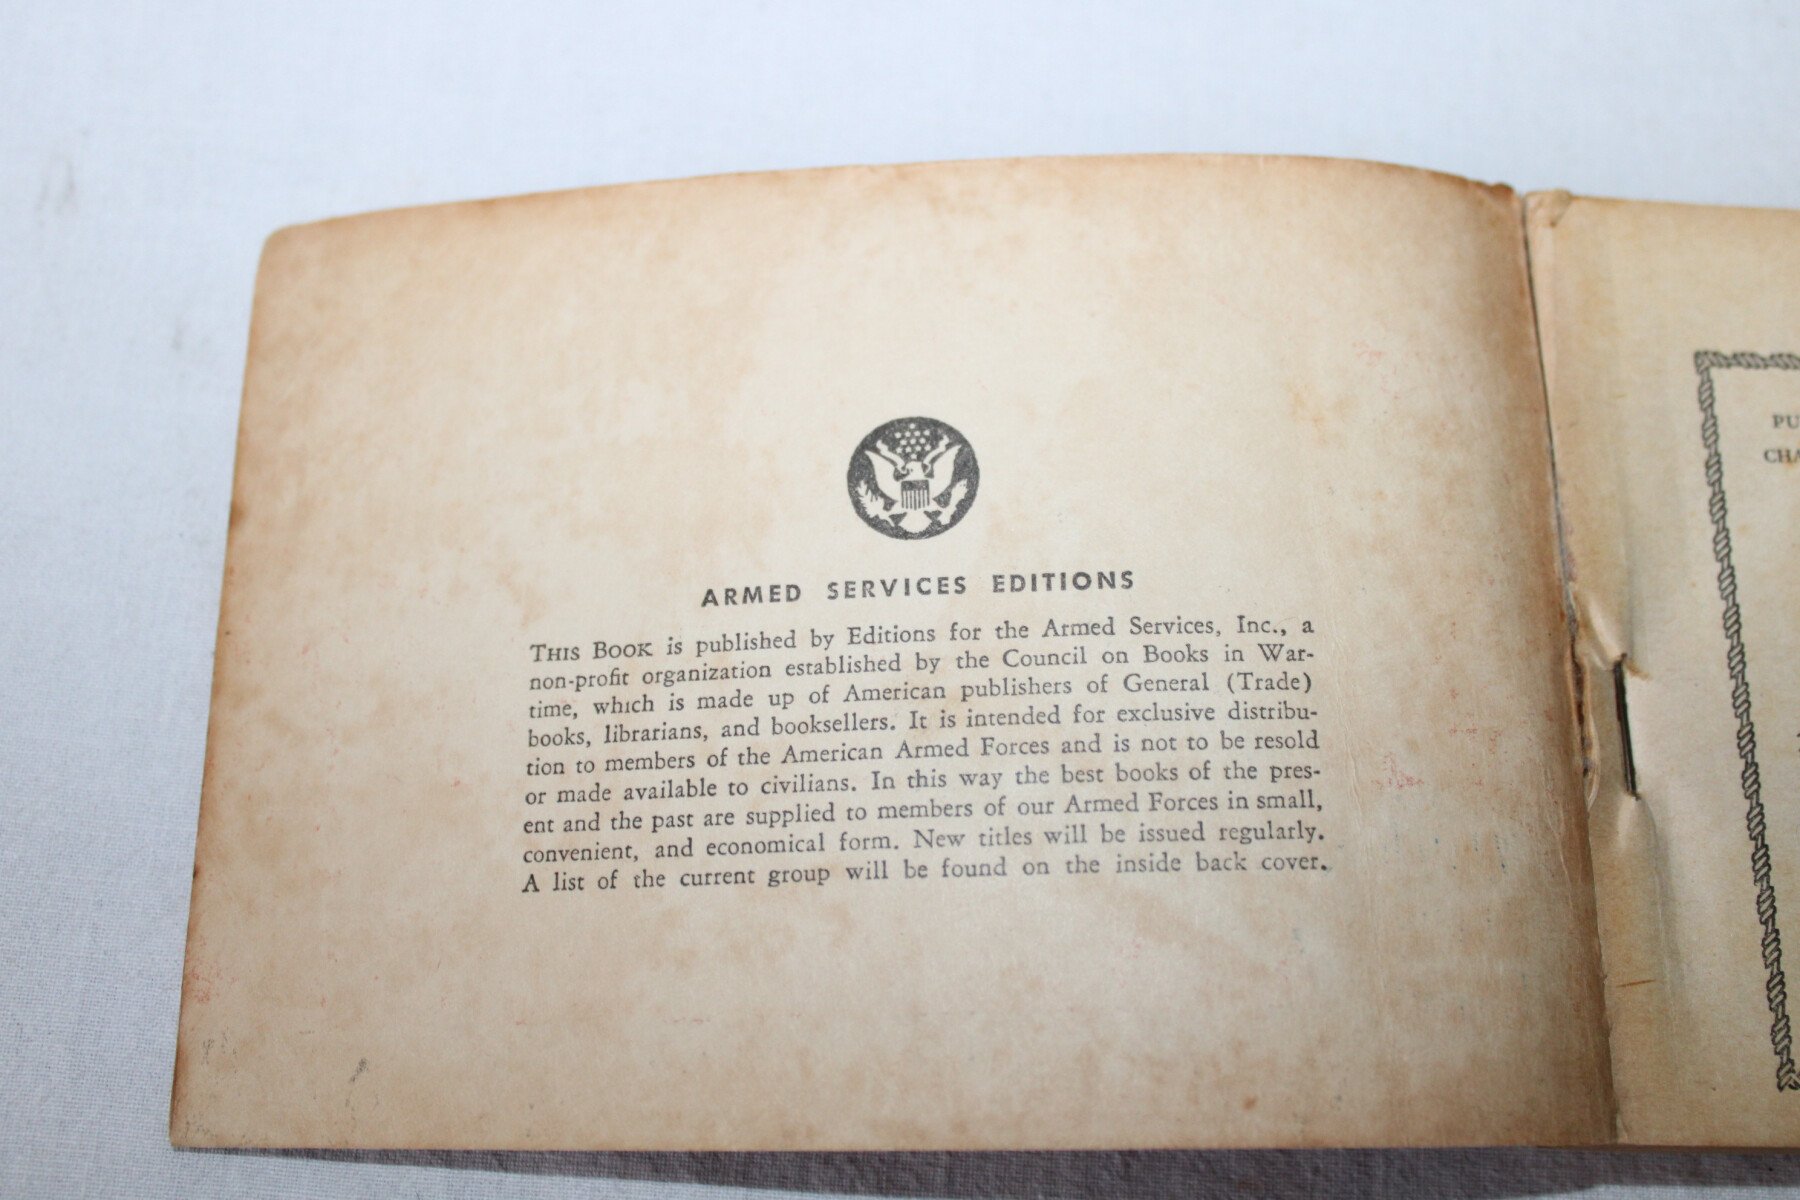 ARMED SERVICES EDITIONS
THIS BOOK is published by Editions for the Armed Services, Inc., a
non-profit organization established by the Council on Books in War-
time, which is made up of American publishers of General (Trade)
books, librarians, and booksellers. It is intended for exclusive distribu-
tion to members of the American Armed Forces and is not to be resold
or made available to civilians. In this way the best books of the pres-
ent and the past are supplied to members of our Armed Forces in small,
convenient, and economical form. New titles will be issued regularly.
A list of the current group will be found on the inside back cover.
PU
CHA